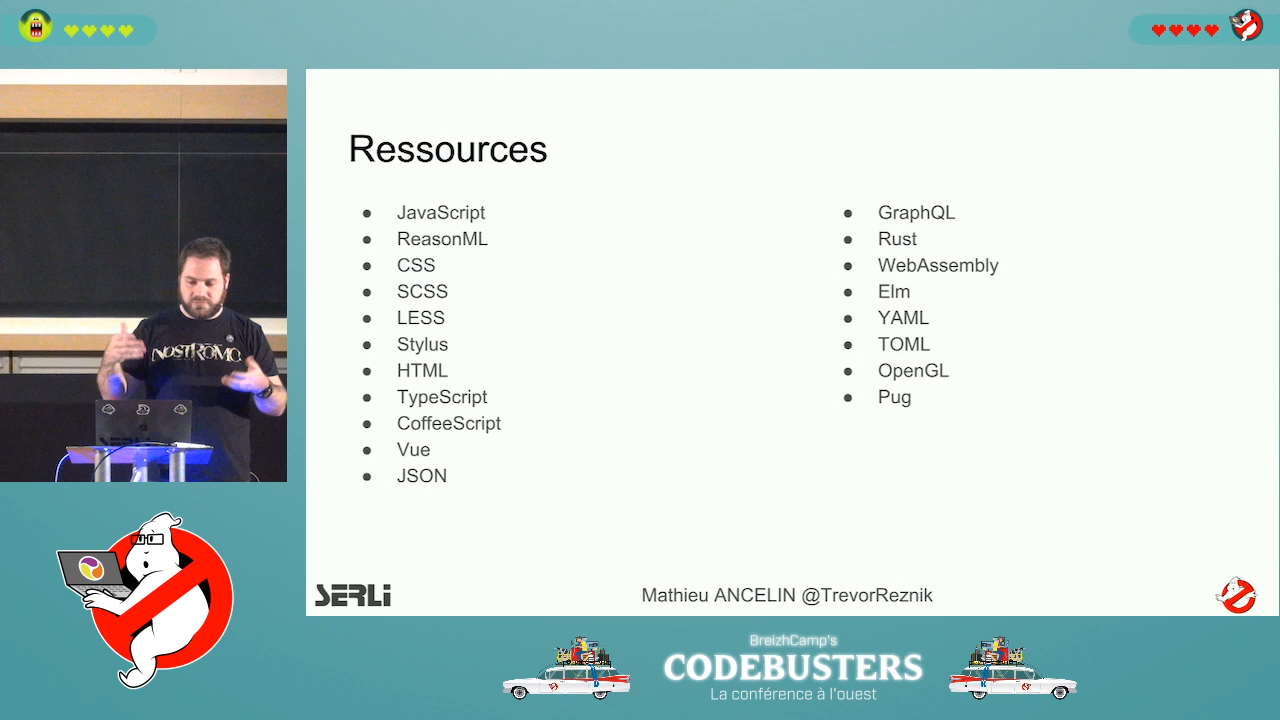 Ressources
JavaScript
ReasonML
CSS
SCSS
LESS
Stylus
HTML
TypeScript
CoffeeScript
Vue
JSON
GraphQL
Rust
WebAssembly
Elm
YAML
TOML
OpenGL
Pug
NOSTROMO
SERLI
SERLi
Mathieu ANCELIN @TrevorReznik
BreizhCamp's
CODEBUSTERS
La conférence à l'ouest